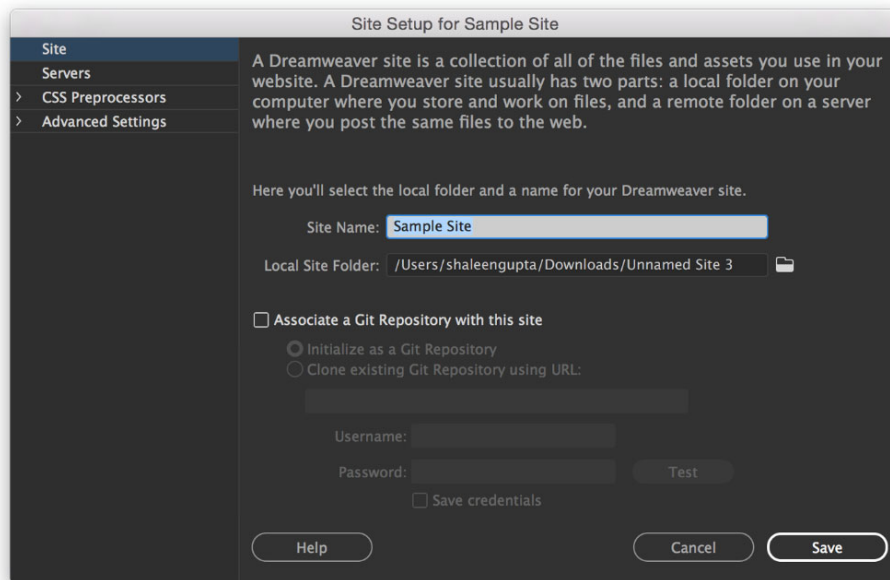 Site Setup for Sample Site
Site
Servers
CSS Preprocessors
Advanced Settings
A Dreamweaver site is a collection of all of the files and assets you use in your
website. A Dreamweaver site usually has two parts: a local folder on your
computer where you store and work on files, and a remote folder on a server
where you post the same files to the web.
Here you'll select the local folder and a name for your Dreamweaver site.
Site Name: Sample Site
Local Site Folder: /Users/shaleengupta/Downloads/Unnamed Site 3
Associate a Git Repository with this site
Initialize as a Git Repository
Clone existing Git Repository using URL:
Username:
Password: Test
Save credentials
Help Cancel Save